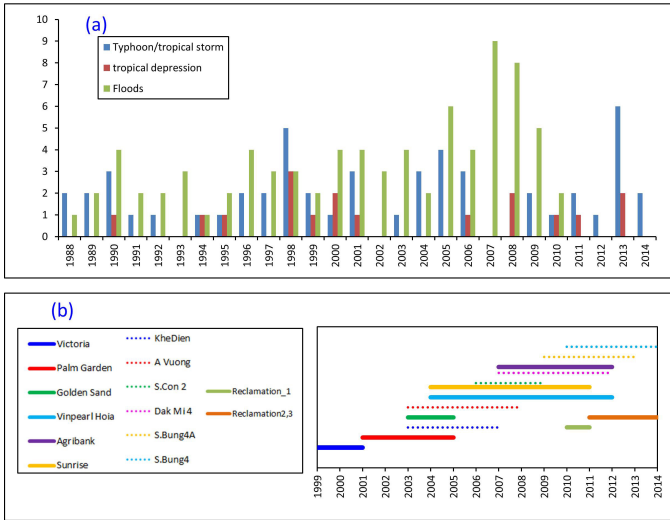 (a)
10
9
8
7
6
5
4
3
2
1
0
Typhoon/tropical storm
tropical depression
Floods
1988
1989
1990
1991
1992
1993
1994
1995
1996
1997
1998
1999
2000
2001
2002
2003
2004
2005
2006
2007
2008
2009
2010
2011
2012
2013
2014
(b)
Victoria
Palm Garden
Golden Sand
Vinpearl Hoia
Agribank
Sunrise
KheDien
A Vuong
S.Con 2
Dak Mi 4
S.Bung4A
S.Bung4
Reclamation_1
Reclamation2,3
1999
2000
2001
2002
2003
2004
2005
2006
2007
2008
2009
2010
2011
2012
2013
2014